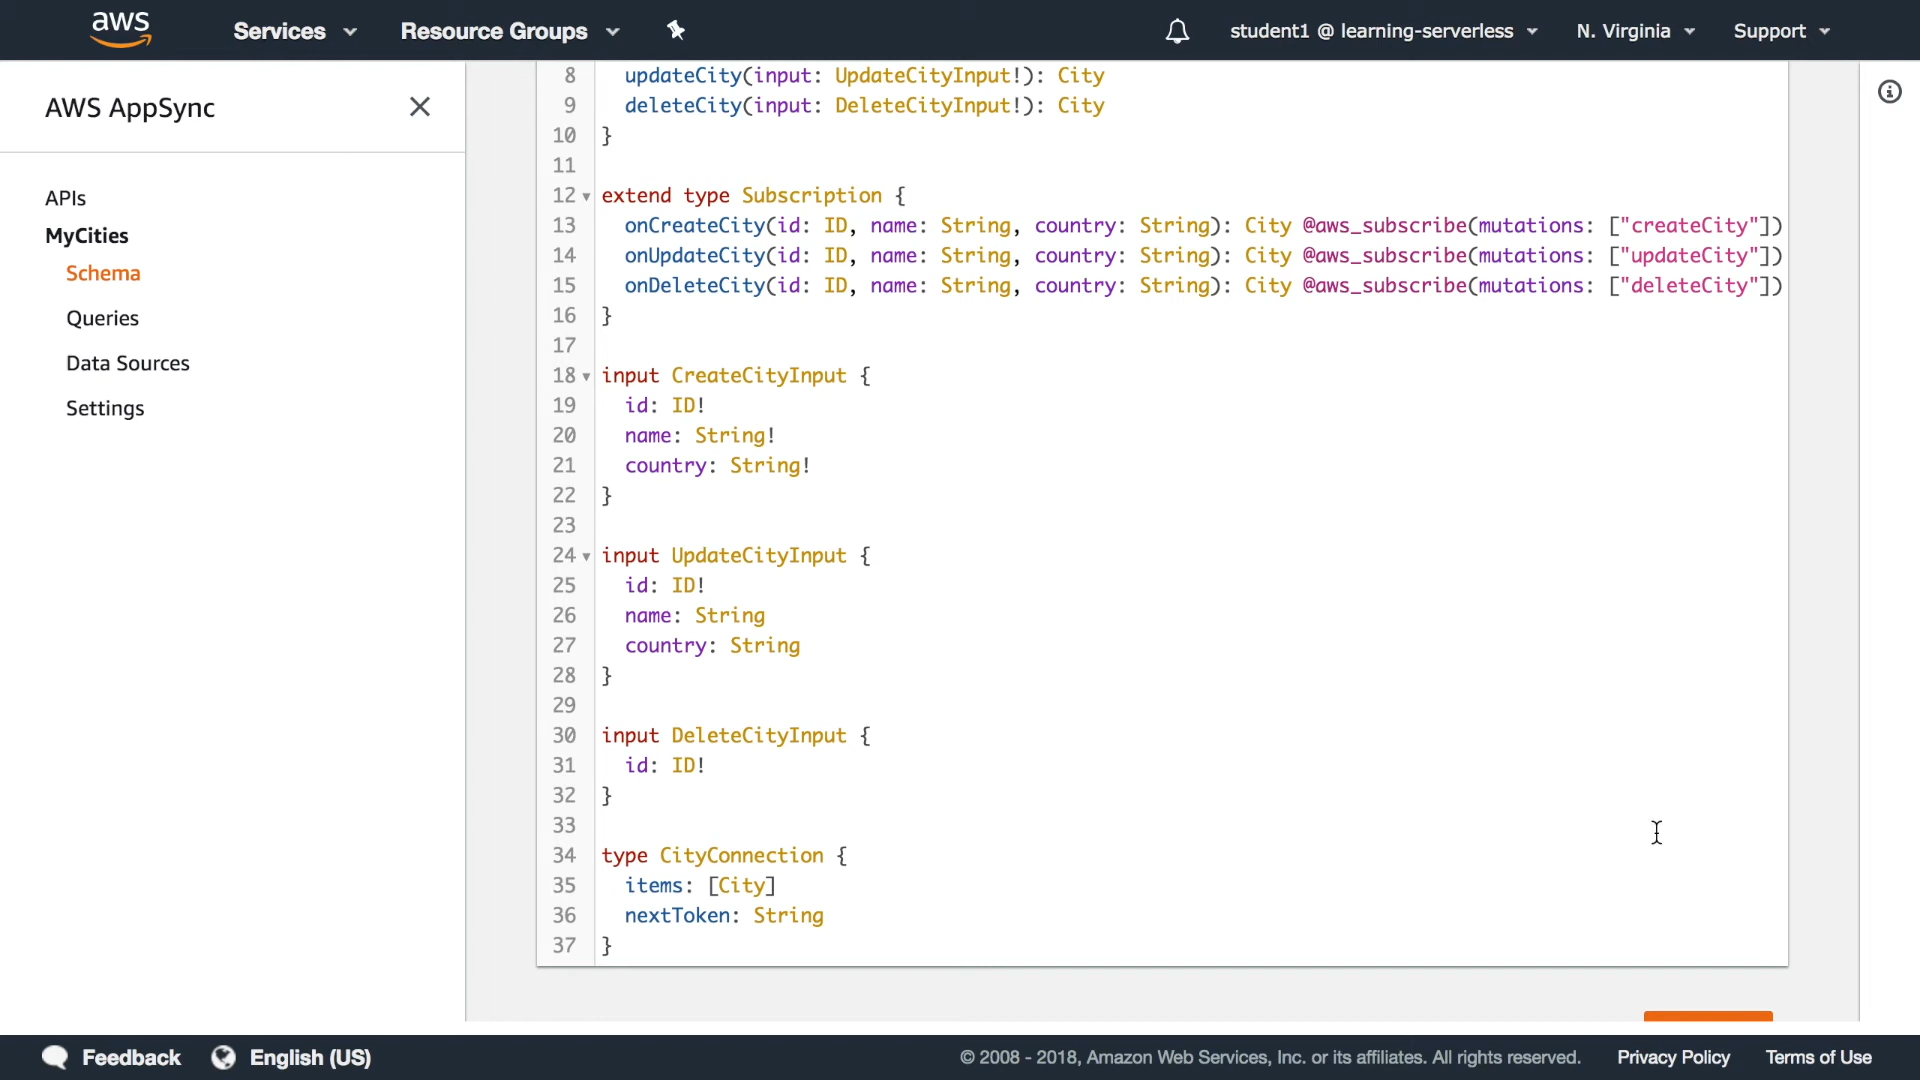 aws
Services
Resource Groups
student1 @ learning-serverless
N. Virginia
Support
AWS AppSync
APIs
MyCities
Schema
Queries
Data Sources
Settings
8 updateCity(input: UpdateCityInput!): City
9 deleteCity(input: DeleteCityInput!): City
10 }
11
12 extend type Subscription {
13 onCreateCity(id: ID, name: String, country: String): City @aws_subscribe(mutations: ["createCity"])
14 onUpdateCity(id: ID, name: String, country: String): City @aws_subscribe(mutations: ["updateCity"])
15 onDeleteCity(id: ID, name: String, country: String): City @aws_subscribe(mutations: ["deleteCity"])
16 }
17
18 input CreateCityInput {
19 id: ID!
20 name: String!
21 country: String!
22 }
23
24 input UpdateCityInput {
25 id: ID!
26 name: String
27 country: String
28 }
29
30 input DeleteCityInput {
31 id: ID!
32 }
33
34 type CityConnection {
35 items: [City]
36 nextToken: String
37 }
Feedback
English (US)
© 2008 - 2018, Amazon Web Services, Inc. or its affiliates. All rights reserved.
Privacy Policy
Terms of Use